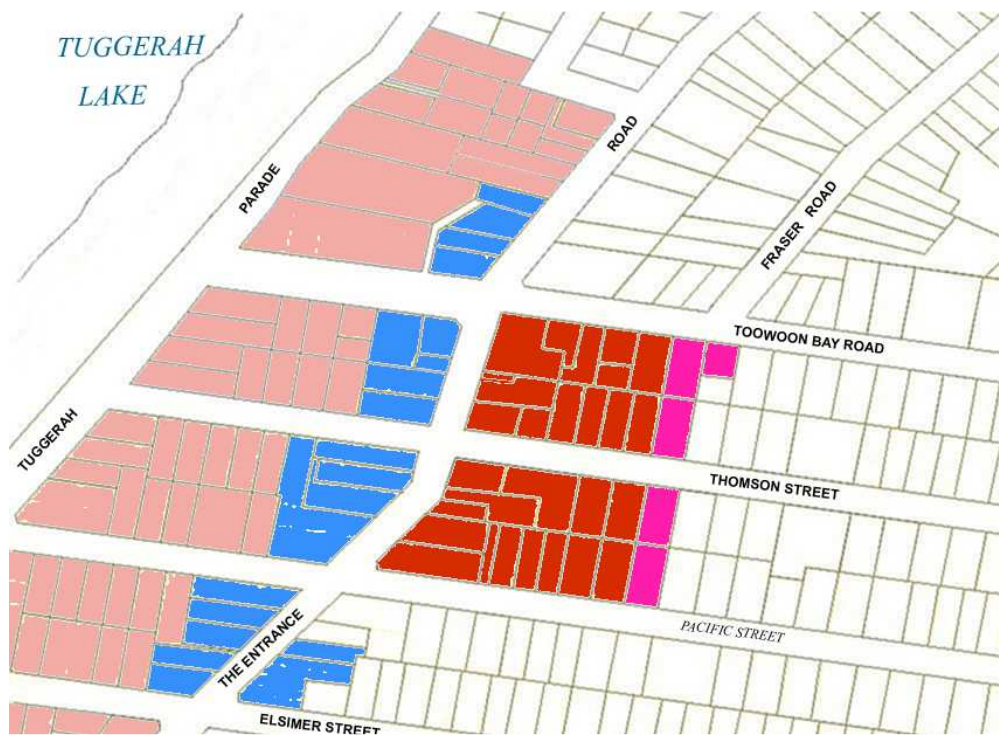 TUGGERAH
LAKE
ROAD
PARADE
FRASER ROAD
TOOWOON BAY ROAD
TUGGERAH
THOMSON STREET
PACIFIC STREET
THE ENTRANCE
ELSIMER STREET